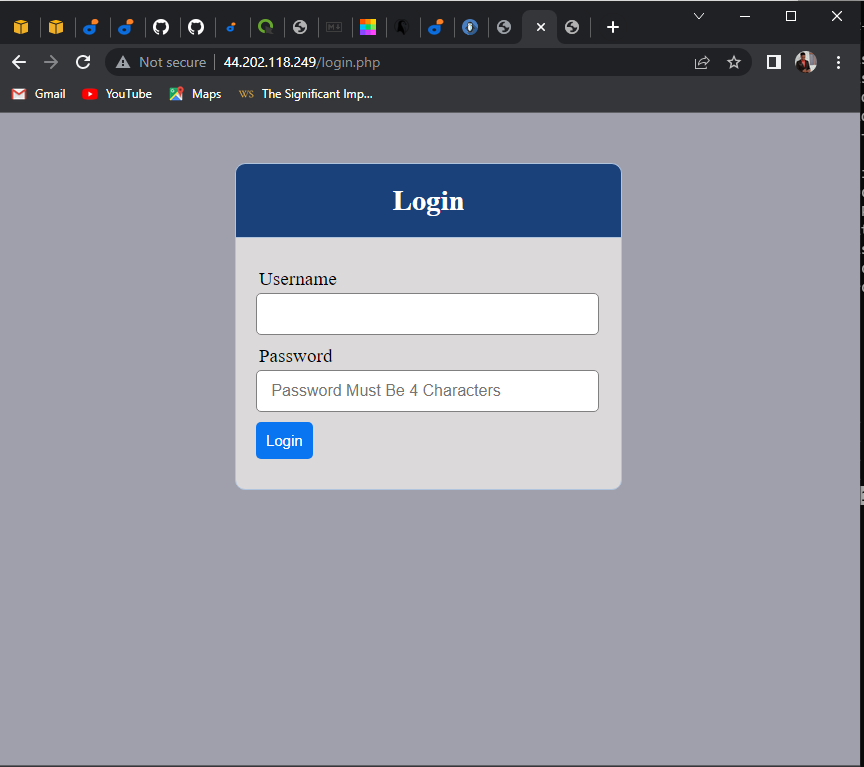 Not secure 44.202.118.249/login.php
Gmail YouTube Maps WS The Significant Imp...
Login
Username
Password
Password Must Be 4 Characters
Login